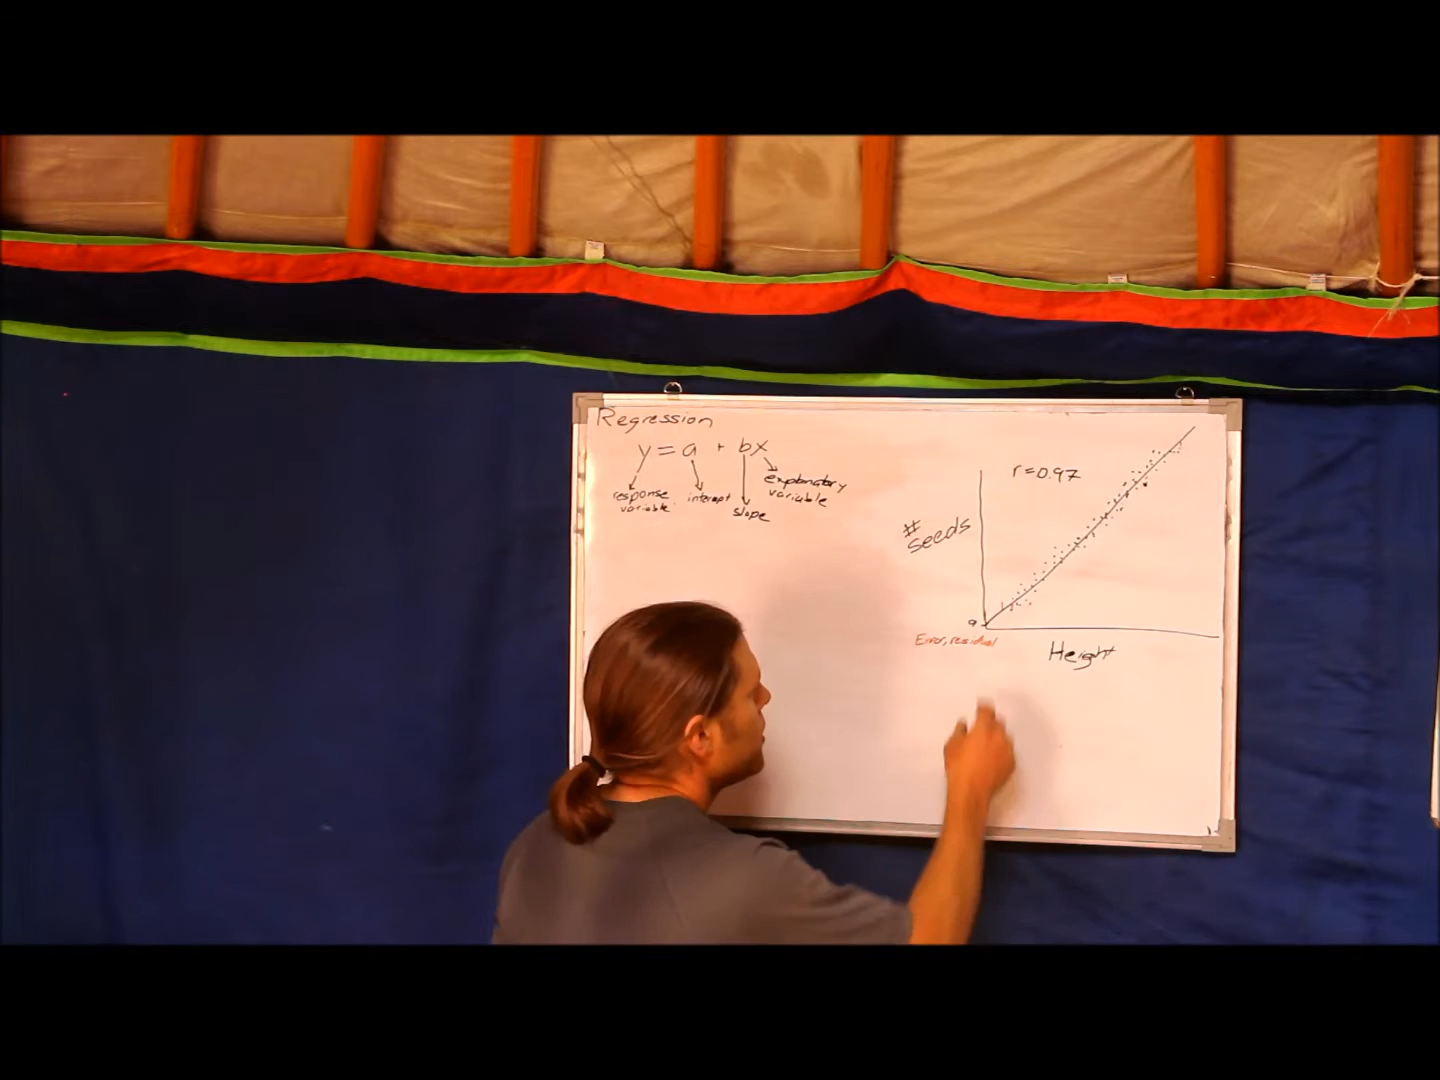 Regression
y = a + bx
response
variable
intercept
slope
explanatory
variable
r=0.97
#
seeds
a
Error, residual
Height